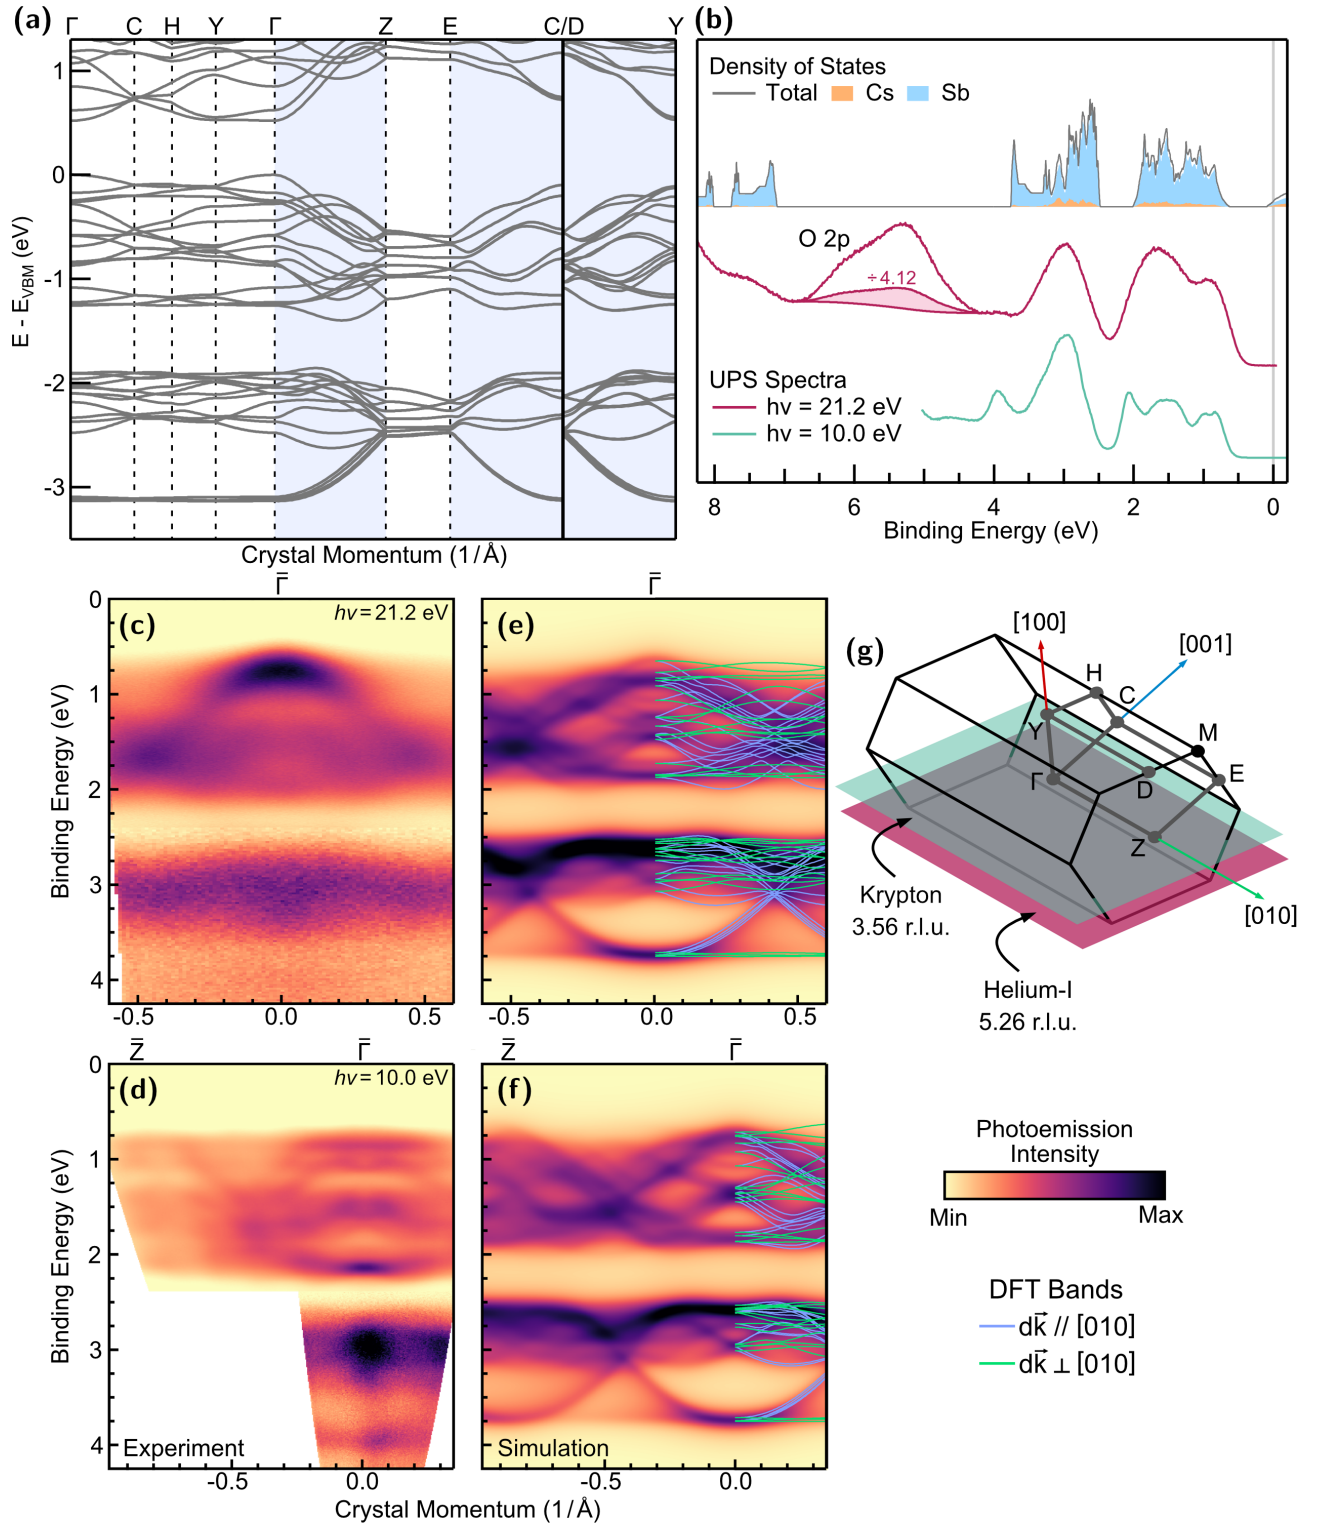 (a)
Γ C H Y Γ Z E C/D Y
1
0
-1
-2
-3
E - E_VBM (eV)
Crystal Momentum (1/Å)
(b)
Density of States
Total Cs Sb
O 2p
÷4.12
UPS Spectra
hν = 21.2 eV
hν = 10.0 eV
8 6 4 2 0
Binding Energy (eV)
Γ̅
(c)
hν = 21.2 eV
0
1
2
3
4
Binding Energy (eV)
-0.5 0.0 0.5
Γ̅
(e)
-0.5 0.0 0.5
(g)
[100]
[001]
H
C
Y
M
Γ
D
E
Z
[010]
Krypton
3.56 r.l.u.
Helium-I
5.26 r.l.u.
Z̅ Γ̅
(d)
hν = 10.0 eV
0
1
2
3
4
Binding Energy (eV)
Experiment
-0.5 0.0
Z̅ Γ̅
(f)
Simulation
-0.5 0.0
Crystal Momentum (1/Å)
Photoemission
Intensity
Min Max
DFT Bands
dk⃗ // [010]
dk⃗ ⊥ [010]